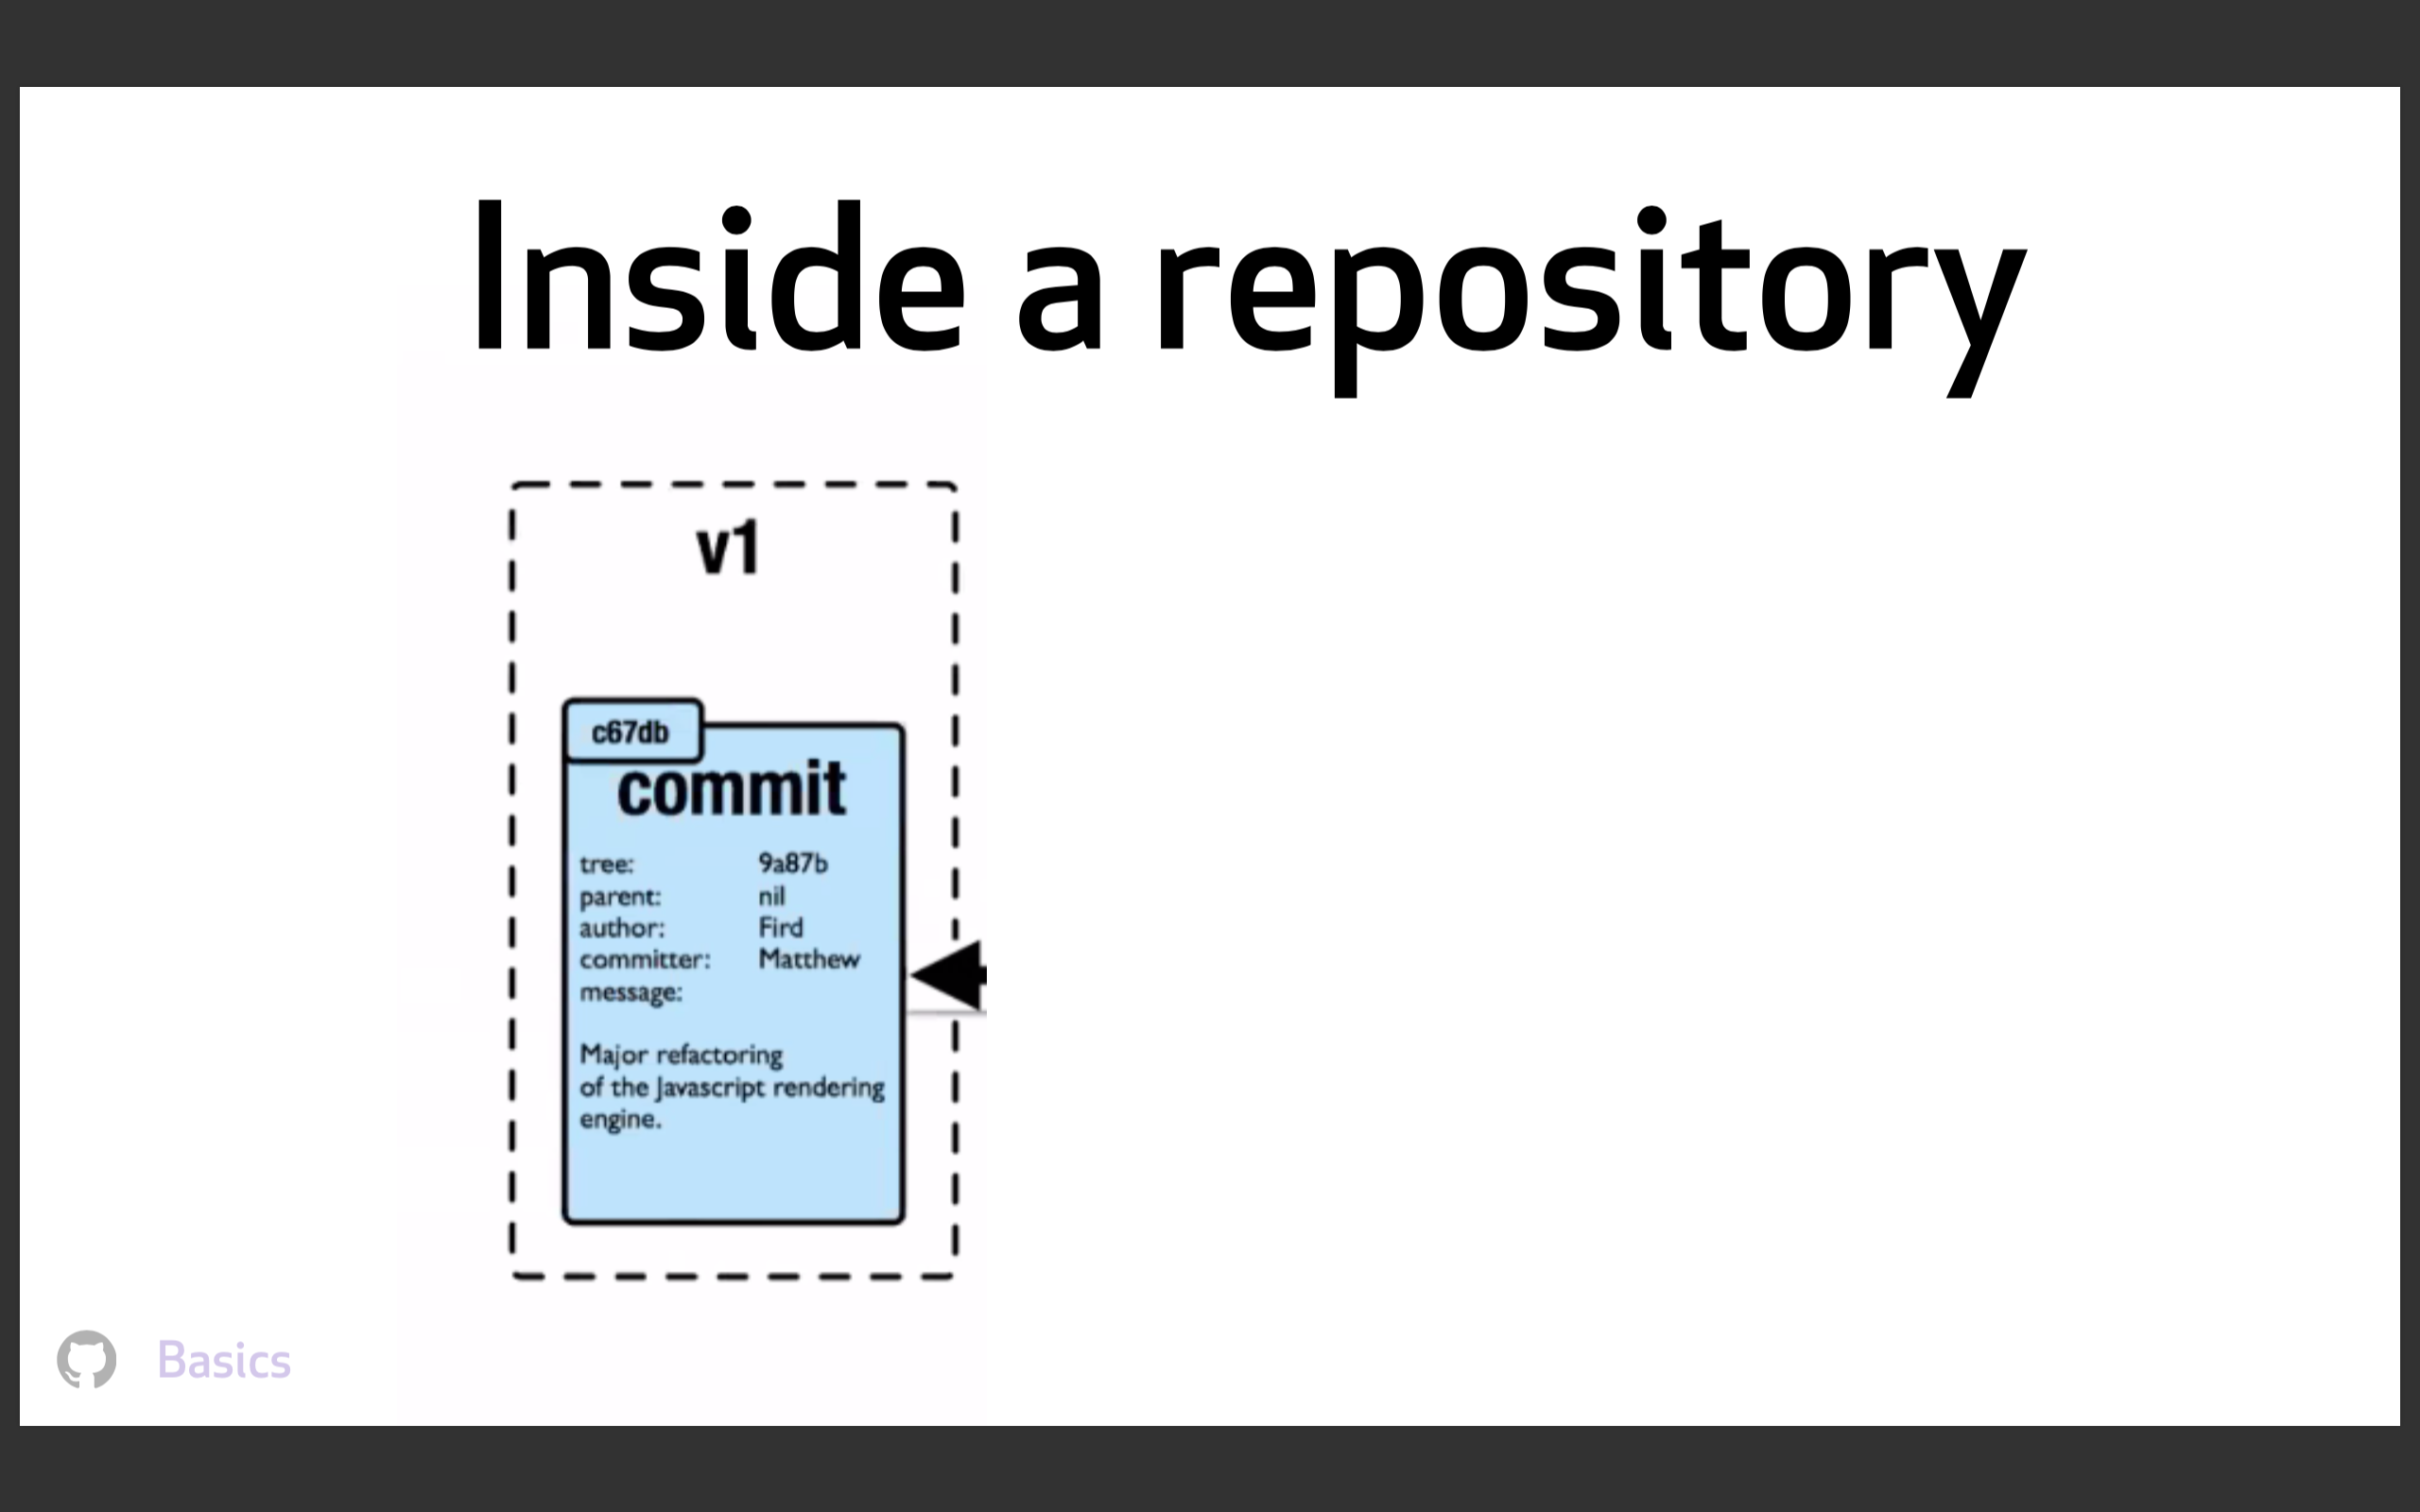 Inside a repository
v1
c67db
commit
tree: 9a87b
parent: nil
author: Fird
committer: Matthew
message:
Major refactoring
of the Javascript rendering
engine.
Basics